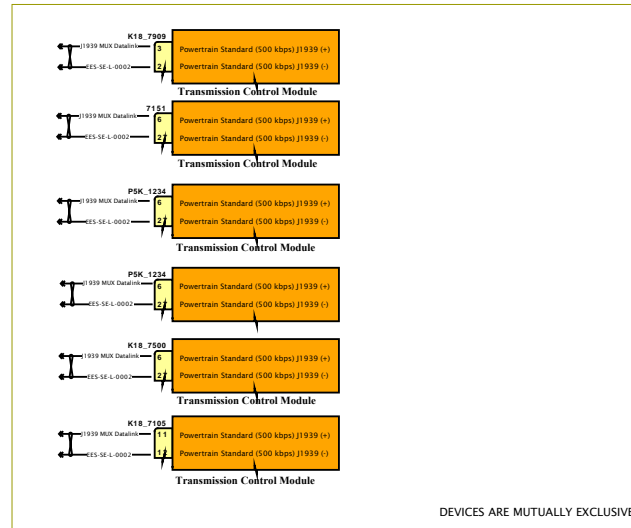 K18_7909
J1939 MUX Datalink 3 Powertrain Standard (500 kbps) J1939 (+)
EES-SE-L-0002 2 Powertrain Standard (500 kbps) J1939 (-)
Transmission Control Module
7151
J1939 MUX Datalink 6 Powertrain Standard (500 kbps) J1939 (+)
EES-SE-L-0002 2 Powertrain Standard (500 kbps) J1939 (-)
Transmission Control Module
P5K_1234
J1939 MUX Datalink 6 Powertrain Standard (500 kbps) J1939 (+)
EES-SE-L-0002 2 Powertrain Standard (500 kbps) J1939 (-)
Transmission Control Module
P5K_1234
J1939 MUX Datalink 6 Powertrain Standard (500 kbps) J1939 (+)
EES-SE-L-0002 2 Powertrain Standard (500 kbps) J1939 (-)
K18_7500
J1939 MUX Datalink 6 Powertrain Standard (500 kbps) J1939 (+)
EES-SE-L-0002 2 Powertrain Standard (500 kbps) J1939 (-)
Transmission Control Module
K18_7105
J1939 MUX Datalink 11 Powertrain Standard (500 kbps) J1939 (+)
EES-SE-L-0002 Powertrain Standard (500 kbps) J1939 (-)
Transmission Control Module
DEVICES ARE MUTUALLY EXCLUSIVE